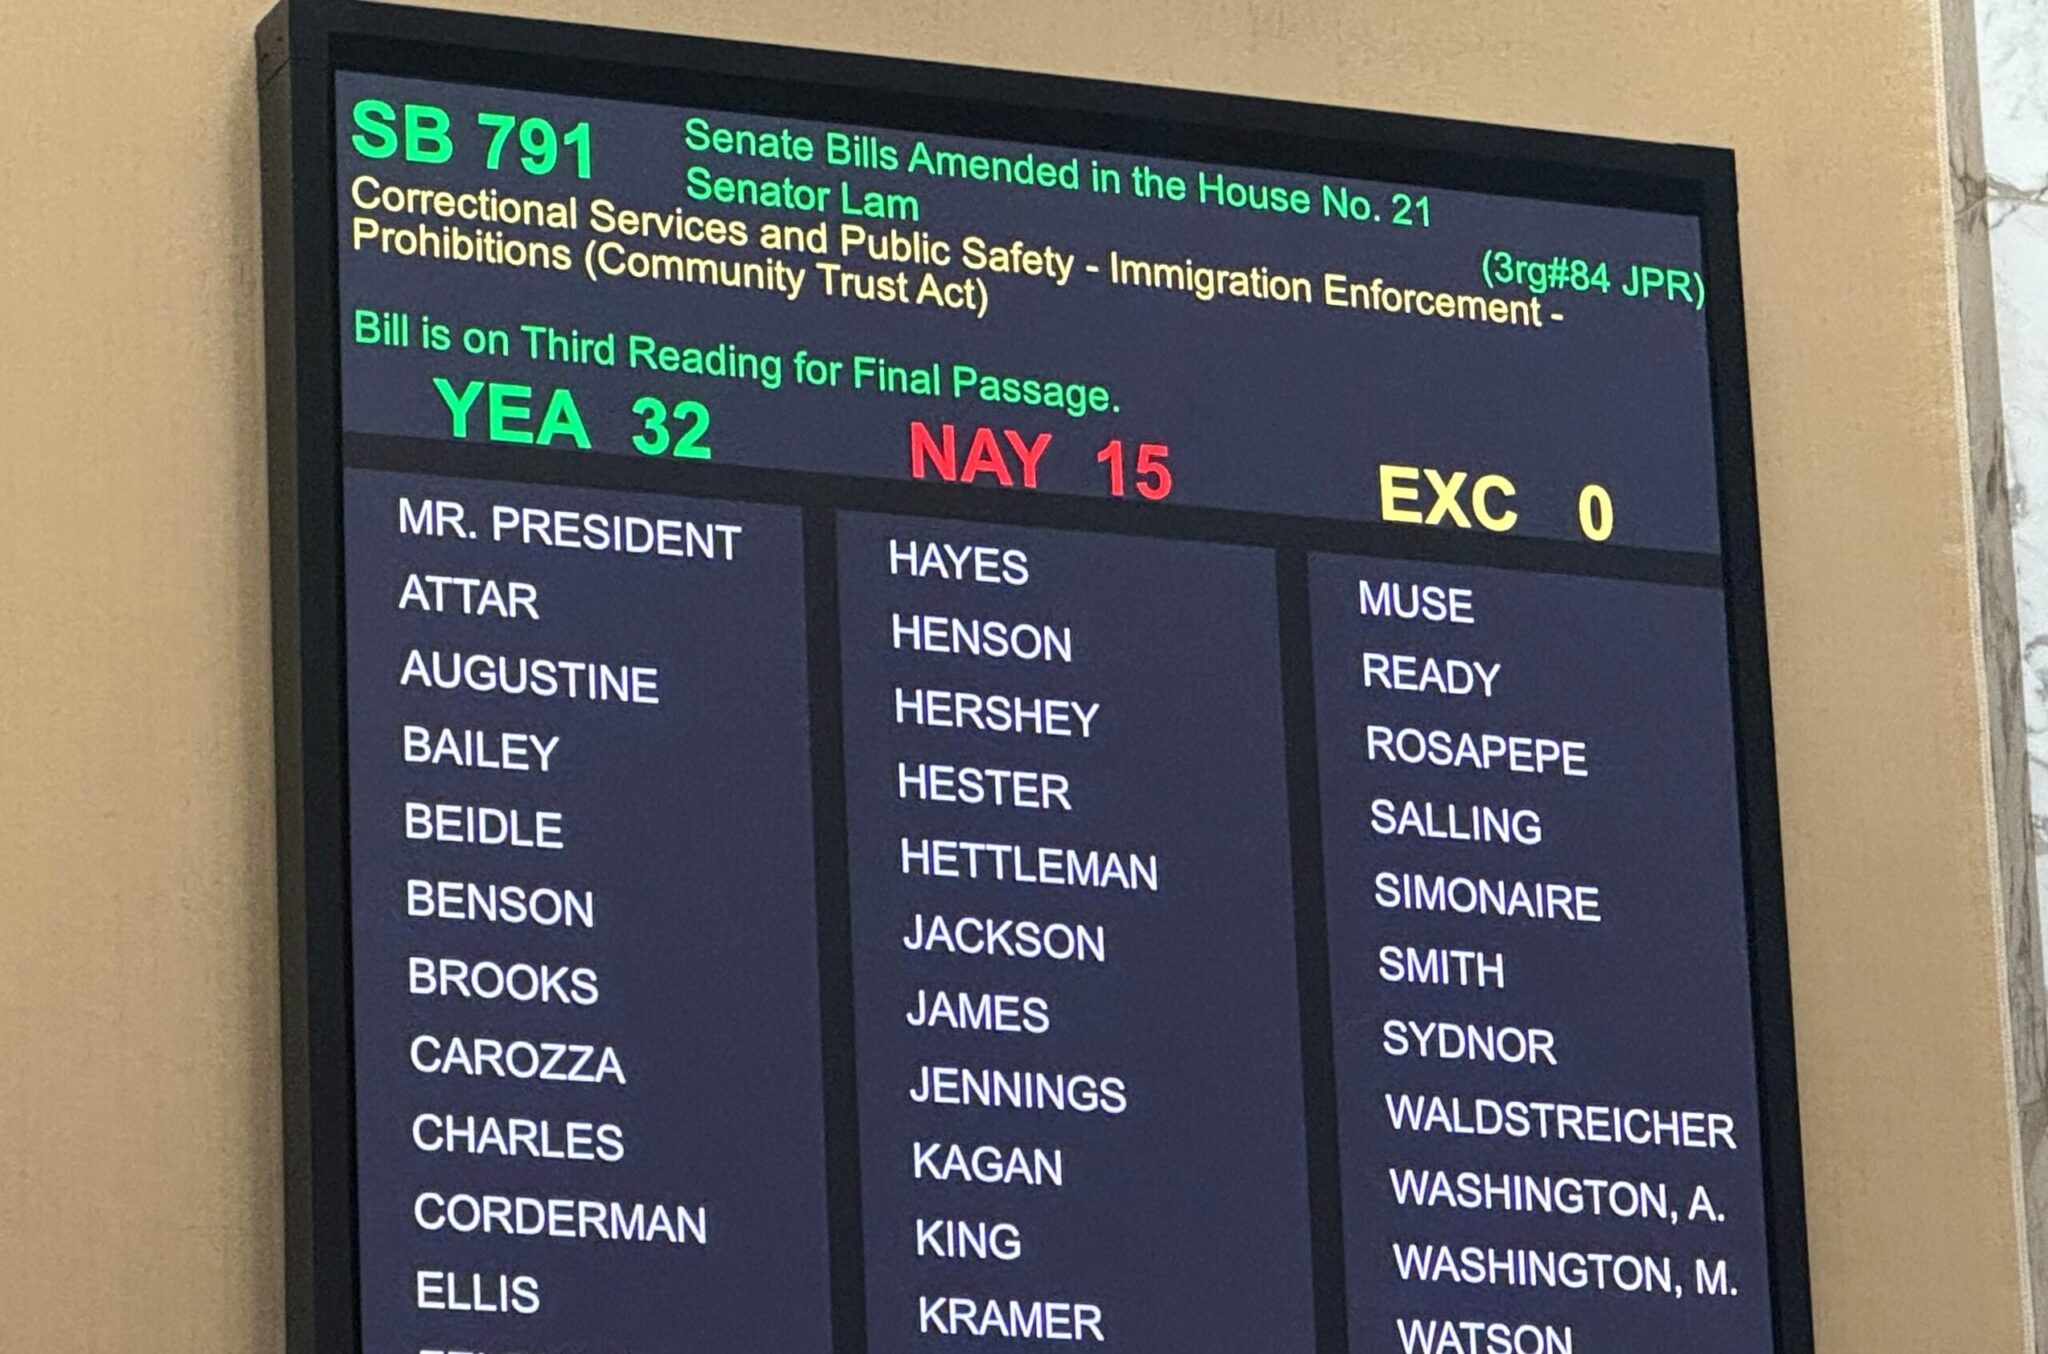 SB 791
Senate Bills Amended in the House No. 21
Senator Lam
(3rg#84 JPR)
Correctional Services and Public Safety - Immigration Enforcement -
Prohibitions (Community Trust Act)
Bill is on Third Reading for Final Passage.
YEA 32 NAY 15 EXC 0
MR. PRESIDENT
ATTAR
AUGUSTINE
BAILEY
BEIDLE
BENSON
BROOKS
CAROZZA
CHARLES
CORDERMAN
ELLIS
HAYES
HENSON
HERSHEY
HESTER
HETTLEMAN
JACKSON
JAMES
JENNINGS
KAGAN
KING
KRAMER
MUSE
READY
ROSAPEPE
SALLING
SIMONAIRE
SMITH
SYDNOR
WALDSTREICHER
WASHINGTON, A.
WASHINGTON, M.
WATSON